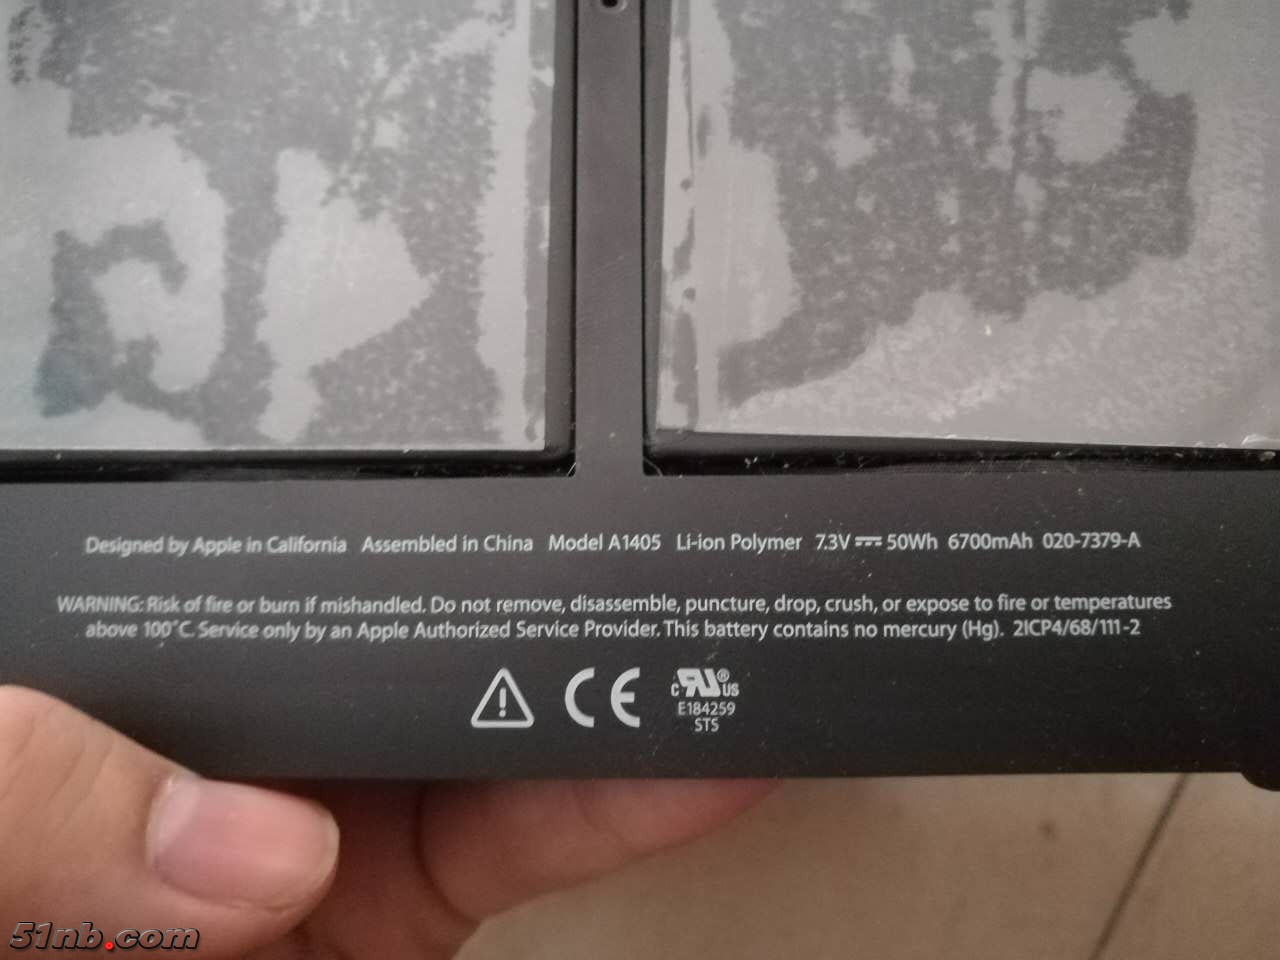 Designed by Apple in California Assembled in China Model A1405 Li-ion Polymer 7.3V 50Wh 6700mAh 020-7379-A
WARNING: Risk of fire or burn if mishandled. Do not remove, disassemble, puncture, drop, crush, or expose to fire or temperatures
above 100°C. Service only by an Apple Authorized Service Provider. This battery contains no mercury (Hg). 2ICP4/68/111-2
CE
c RU ® US
E184259
STS
51nb.com